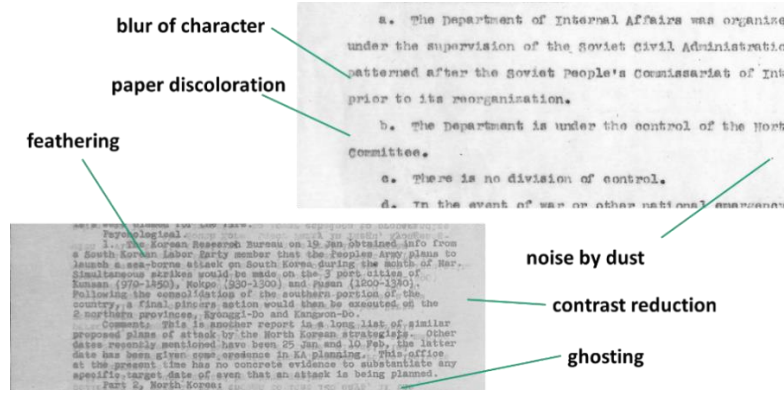 blur of character
paper discoloration
feathering
a. The Department of Internal Affairs was organize
under the supervision of the Soviet Civil Administratio
patterned after the Soviet People's Commissariat of Int
prior to its reorganization.
b. The Department is under the control of the Nort
Committee.
c. There is no division of control.
d. In the event of war or other national emergency
noise by dust
contrast reduction
ghosting
Psychological.
1. The Korean Research Bureau on 19 Jan obtained info from
a South Korean Labor Party member that the Peoples Army plans to
launch a sea-borne attack on South Korea during the month of Mar.
Simultaneous strikes would be made on the 3 port cities of
Kunsan (970-1450), Mokpo (930-1300) and Pusan (1200-1340).
Following the consolidation of the southern portion of the
country, a final pincers action would then be executed on the
2 northern provinces, Kyonggi-Do and Kangwon-Do.
Comment: This is another report in a long list of similar
proposed plans of attack by the North Korean strategists. Other
dates recently mentioned have been 25 Jan and 10 Feb, the latter
date has been given some credence in KA planning. This office
at the present time has no concrete evidence to substantiate any
specific target date or even that an attack is being planned.
Part 2, North Korea: